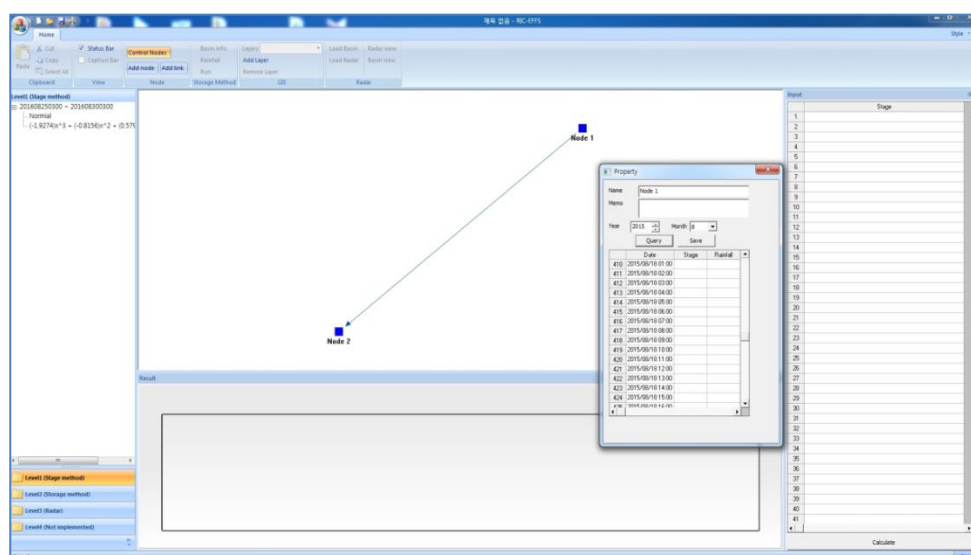 제목 없음 - RIC-EFFS
Home
Style
Paste
Cut
Copy
Select All
Clipboard
Status Bar
Caption Bar
View
Control Nodes
Add node Add link
Node
Basin Info
Rainfall
Run
Storage Method
Layers
Add Layer
Remove Layer
GIS
Load Basin
Load Radar
Radar view
Basin view
Radar
Level1 (Stage method)
201608250300 ~ 201608300300
Normial
(-1.9274)x^3 + (-0.8156)x^2 + (0.579
Level1 (Stage method)
Level2 (Storage method)
Level3 (Radar)
Level4 (Not implemented)
Node 1
Node 2
Result
Property
Name Node 1
Memo
Year 2015 Month 8
Query Save
Date Stage Rainfall
410 2015/08/18 01:00
411 2015/08/18 02:00
412 2015/08/18 03:00
413 2015/08/18 04:00
414 2015/08/18 05:00
415 2015/08/18 06:00
416 2015/08/18 07:00
417 2015/08/18 08:00
418 2015/08/18 09:00
419 2015/08/18 10:00
420 2015/08/18 11:00
421 2015/08/18 12:00
422 2015/08/18 13:00
423 2015/08/18 14:00
424 2015/08/18 15:00
Input
Stage
1
2
3
4
5
6
7
8
9
10
11
12
13
14
15
16
17
18
19
20
21
22
23
24
25
26
27
28
29
30
31
32
33
34
35
36
37
38
39
40
41
Calculate